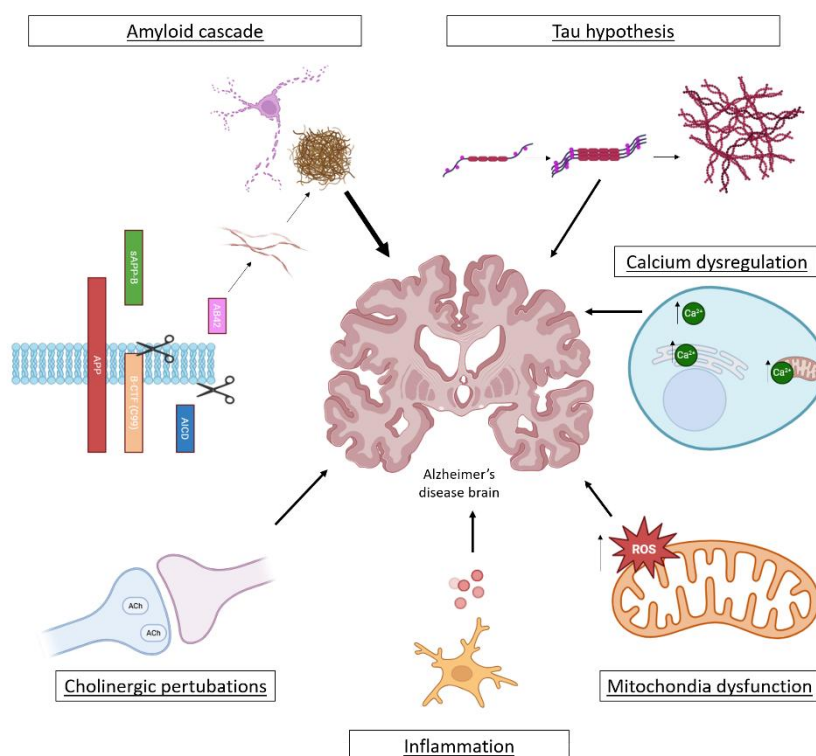 Amyloid cascade
Tau hypothesis
sAPP-B
AB42
APP
B-CTF (C99)
AICD
Calcium dysregulation
Ca²⁺
Ca²⁺
Ca²⁺
Alzheimer's
disease brain
ROS
ACh
ACh
Cholinergic pertubations
Mitochondia dysfunction
Inflammation